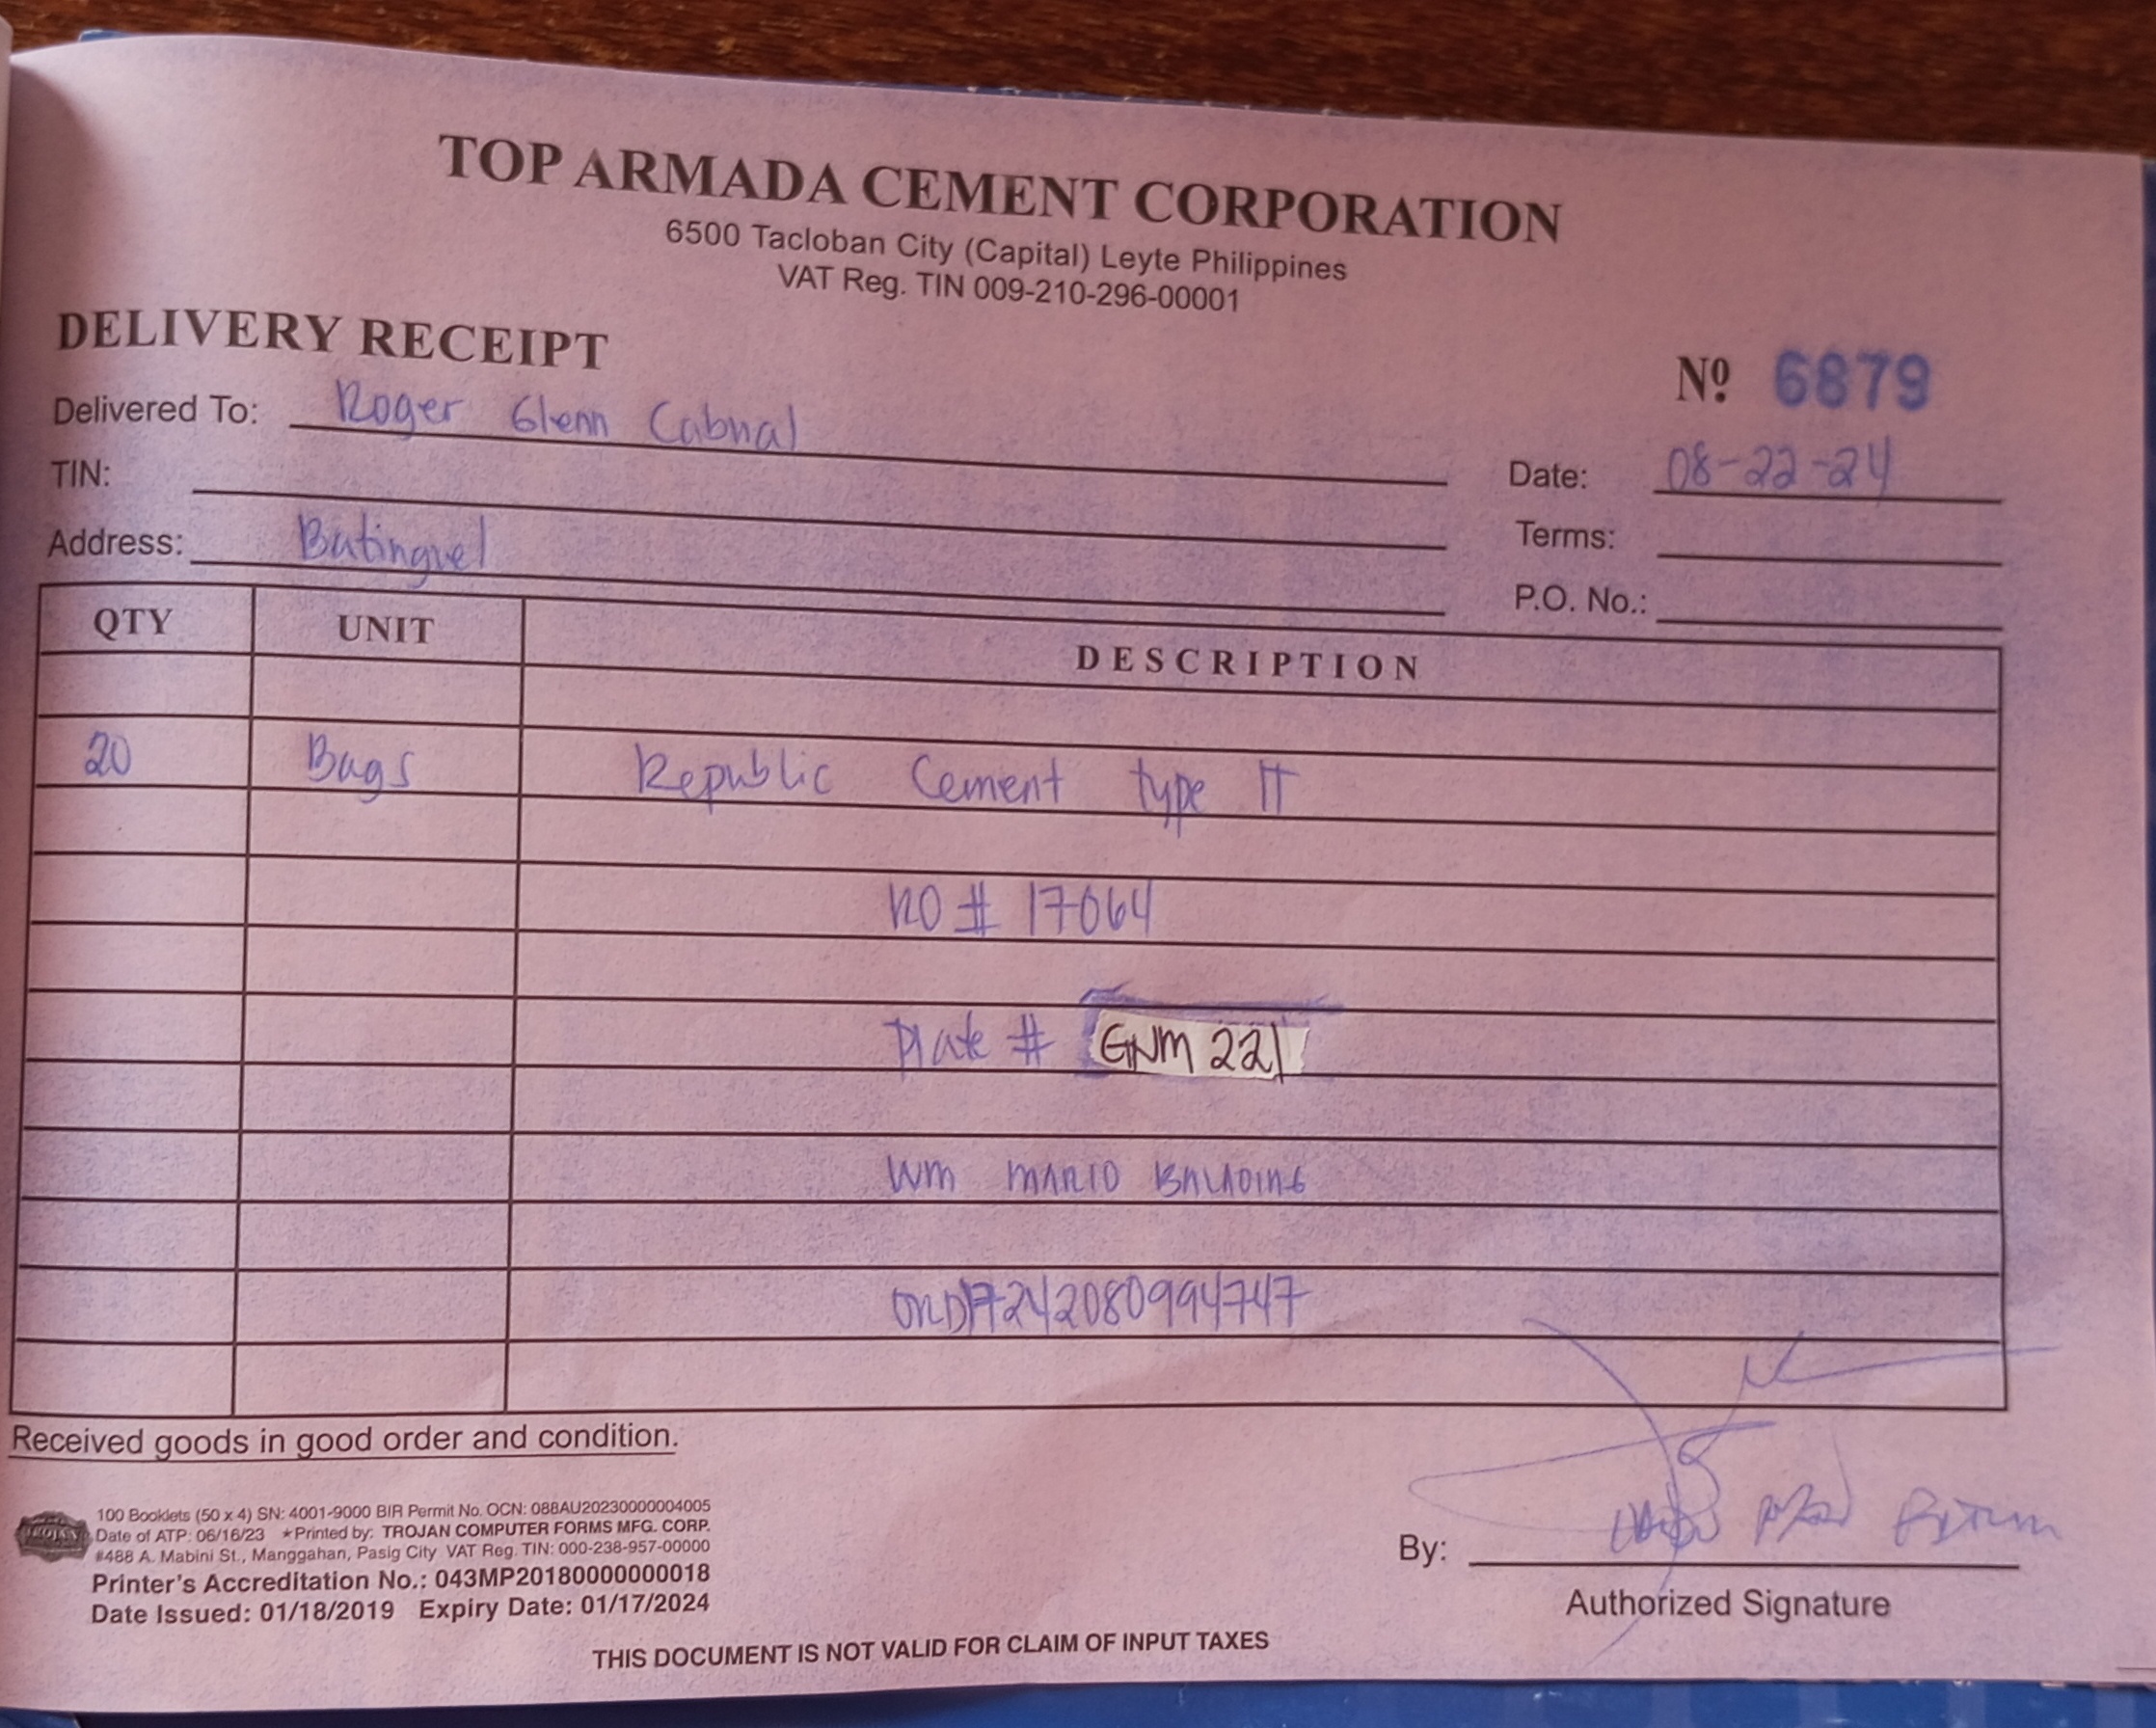 TOP ARMADA CEMENT CORPORATION
6500 Tacloban City (Capital) Leyte Philippines
VAT Reg. TIN 009-210-296-00001
DELIVERY RECEIPT
Nº 6879
Delivered To: Roger Glenn Cabnal
Date: 08-22-24
TIN:
Terms:
Address: Batinguel
P.O. No.:
QTY UNIT DESCRIPTION
20 Bags Republic Cement type IT
RO # 17064
Plate # GNM 221
WM MARIO BALADING
ORD17242080994747
Received goods in good order and condition.
100 Booklets (50 x 4) SN: 4001-9000 BIR Permit No. OCN: 088AU20230000004005
Date of ATP: 06/16/23 ★Printed by: TROJAN COMPUTER FORMS MFG. CORP.
#488 A. Mabini St., Manggahan, Pasig City VAT Reg. TIN: 000-238-957-00000
Printer's Accreditation No.: 043MP20180000000018
Date Issued: 01/18/2019 Expiry Date: 01/17/2024
By:
Authorized Signature
THIS DOCUMENT IS NOT VALID FOR CLAIM OF INPUT TAXES